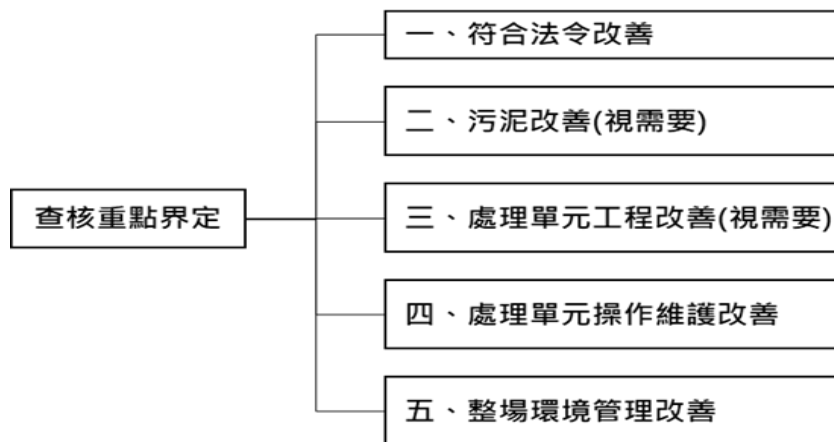 一、符合法令改善
二、污泥改善(視需要)
查核重點界定
三、處理單元工程改善(視需要)
四、處理單元操作維護改善
五、整場環境管理改善